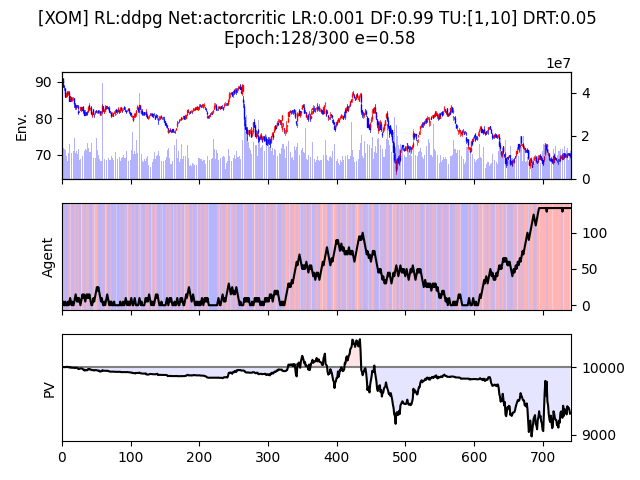 [XOM] RL:ddpg Net:actorcritic LR:0.001 DF:0.99 TU:[1,10] DRT:0.05
Epoch:128/300 e=0.58
1e7
90
80
70
Env.
4
2
0
Agent
100
50
0
PV
10000
9000
0 100 200 300 400 500 600 700